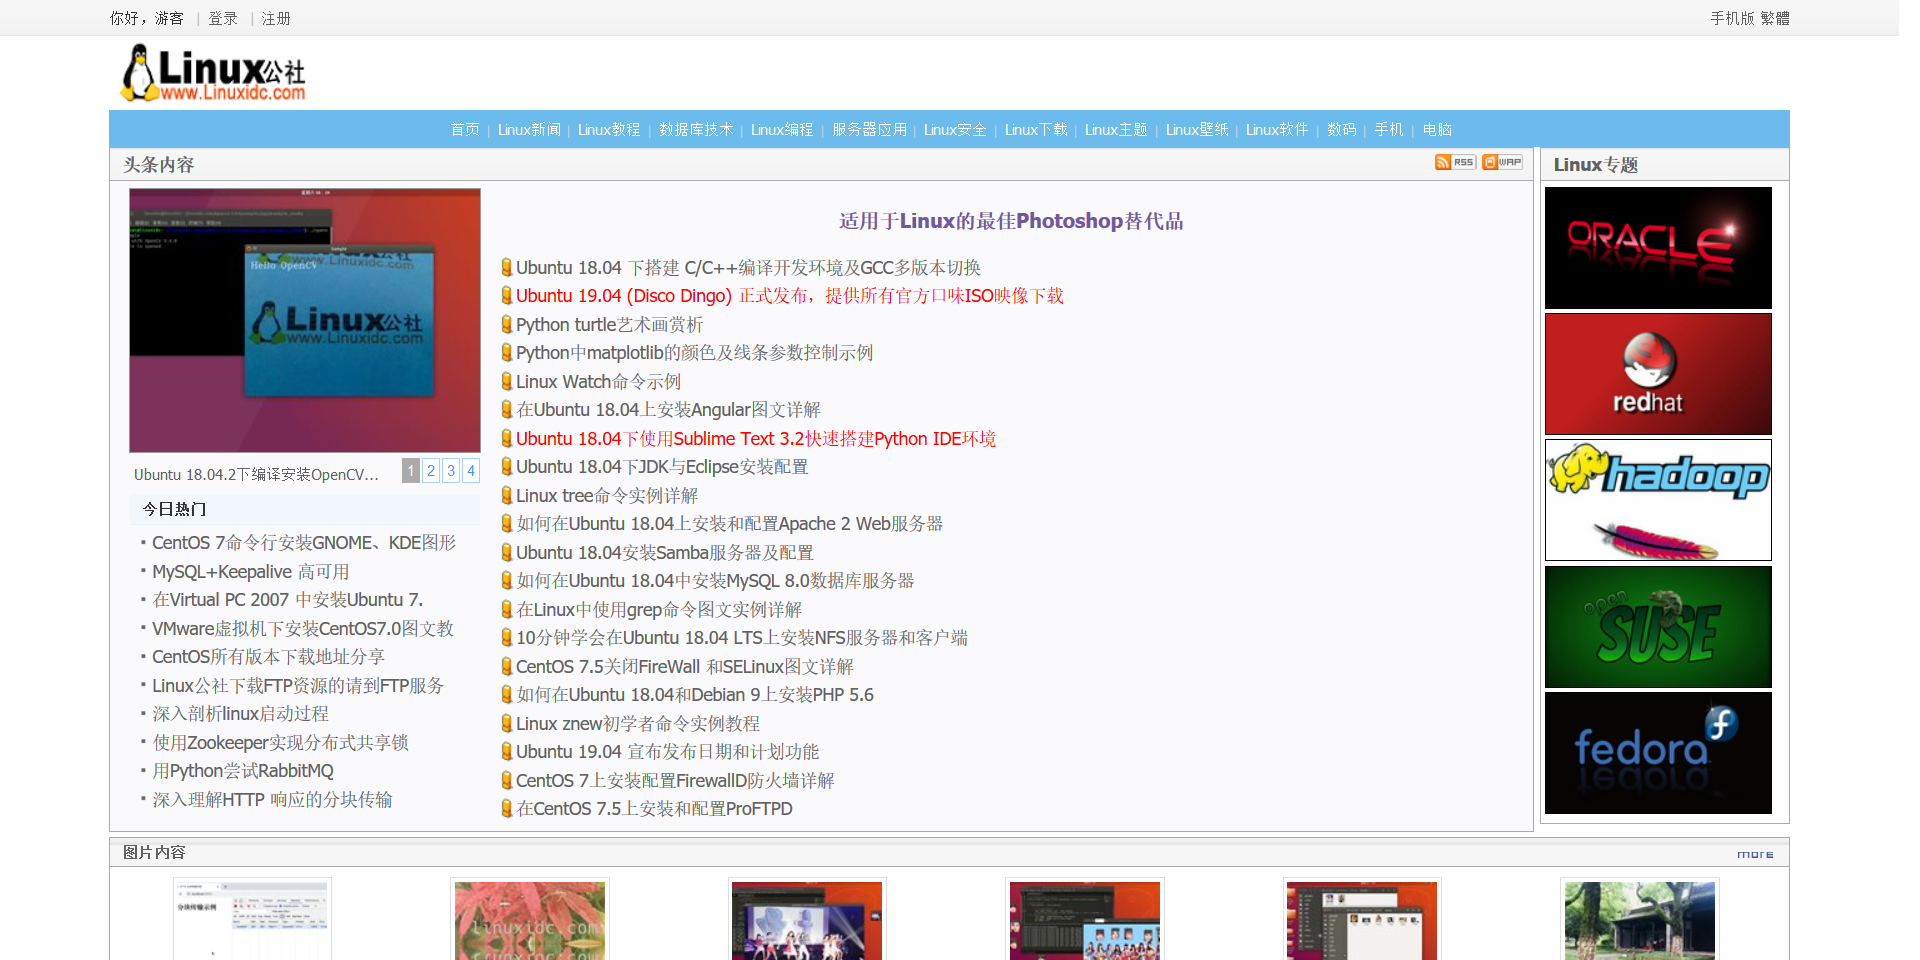 你好，游客 | 登录 | 注册
手机版 繁體
Linux公社
www.Linuxidc.com
首页 | Linux新闻 | Linux教程 | 数据库技术 | Linux编程 | 服务器应用 | Linux安全 | Linux下载 | Linux主题 | Linux壁纸 | Linux软件 | 数码 | 手机 | 电脑
头条内容
RSS WAP
Hello OpenCV
Linux公社
www.Linuxidc.com
Ubuntu 18.04.2下编译安装OpenCV...
1 2 3 4
今日热门
CentOS 7命令行安装GNOME、KDE图形
MySQL+Keepalive 高可用
在Virtual PC 2007 中安装Ubuntu 7.
VMware虚拟机下安装CentOS7.0图文教
CentOS所有版本下载地址分享
Linux公社下载FTP资源的请到FTP服务
深入剖析linux启动过程
使用Zookeeper实现分布式共享锁
用Python尝试RabbitMQ
深入理解HTTP 响应的分块传输
适用于Linux的最佳Photoshop替代品
Ubuntu 18.04 下搭建 C/C++编译开发环境及GCC多版本切换
Ubuntu 19.04 (Disco Dingo) 正式发布，提供所有官方口味ISO映像下载
Python turtle艺术画赏析
Python中matplotlib的颜色及线条参数控制示例
Linux Watch命令示例
在Ubuntu 18.04上安装Angular图文详解
Ubuntu 18.04下使用Sublime Text 3.2快速搭建Python IDE环境
Ubuntu 18.04下JDK与Eclipse安装配置
Linux tree命令实例详解
如何在Ubuntu 18.04上安装和配置Apache 2 Web服务器
Ubuntu 18.04安装Samba服务器及配置
如何在Ubuntu 18.04中安装MySQL 8.0数据库服务器
在Linux中使用grep命令图文实例详解
10分钟学会在Ubuntu 18.04 LTS上安装NFS服务器和客户端
CentOS 7.5关闭FireWall 和SELinux图文详解
如何在Ubuntu 18.04和Debian 9上安装PHP 5.6
Linux znew初学者命令实例教程
Ubuntu 19.04 宣布发布日期和计划功能
CentOS 7上安装配置FirewallD防火墙详解
在CentOS 7.5上安装和配置ProFTPD
Linux专题
ORACLE
redhat
hadoop
open
SUSE
fedora
图片内容
more
分块传输示例
linuxidc.com